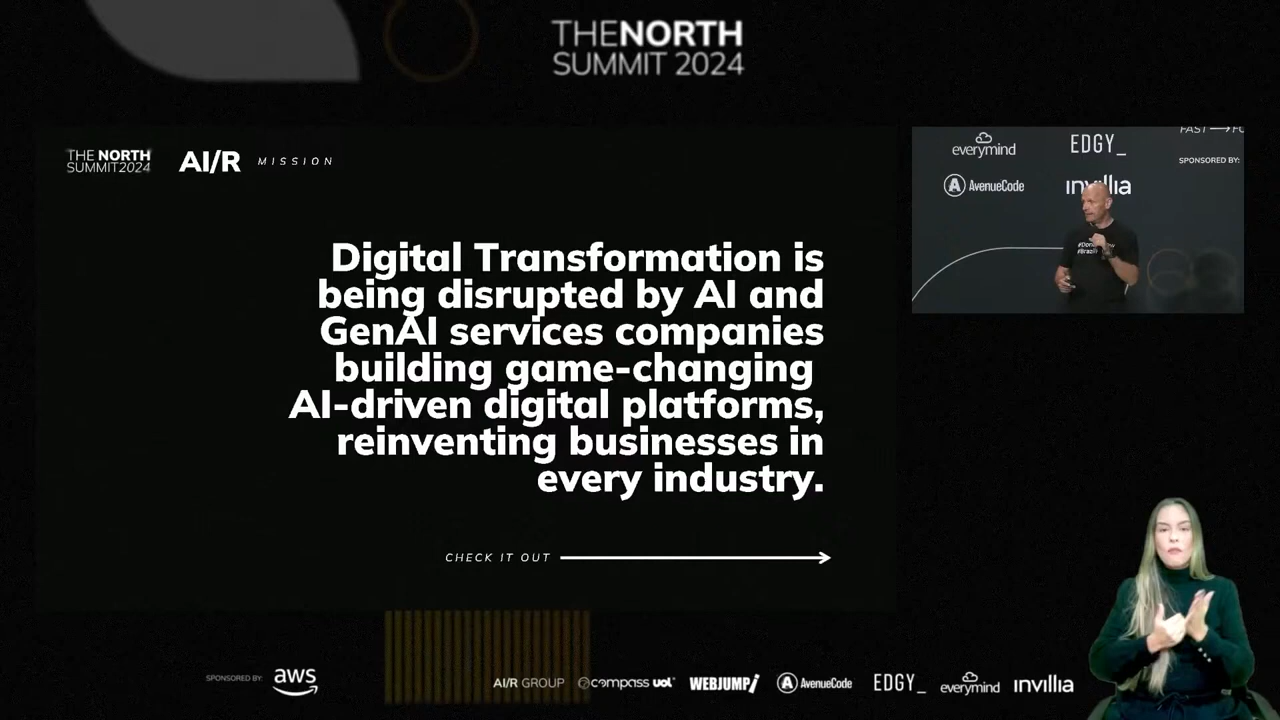 THENORTH
SUMMIT 2024
THE NORTH
SUMMIT2024
AI/R
MISSION
Digital Transformation is
being disrupted by AI and
GenAI services companies
building game-changing
AI-driven digital platforms,
reinventing businesses in
every industry.
CHECK IT OUT
everymind
EDGY_
FAST
SPONSORED BY:
AvenueCode
invillia
SPONSORED BY:
aws
AI/R GROUP
compass uol
WEBJUMP
AvenueCode
EDGY_
everymind
invillia